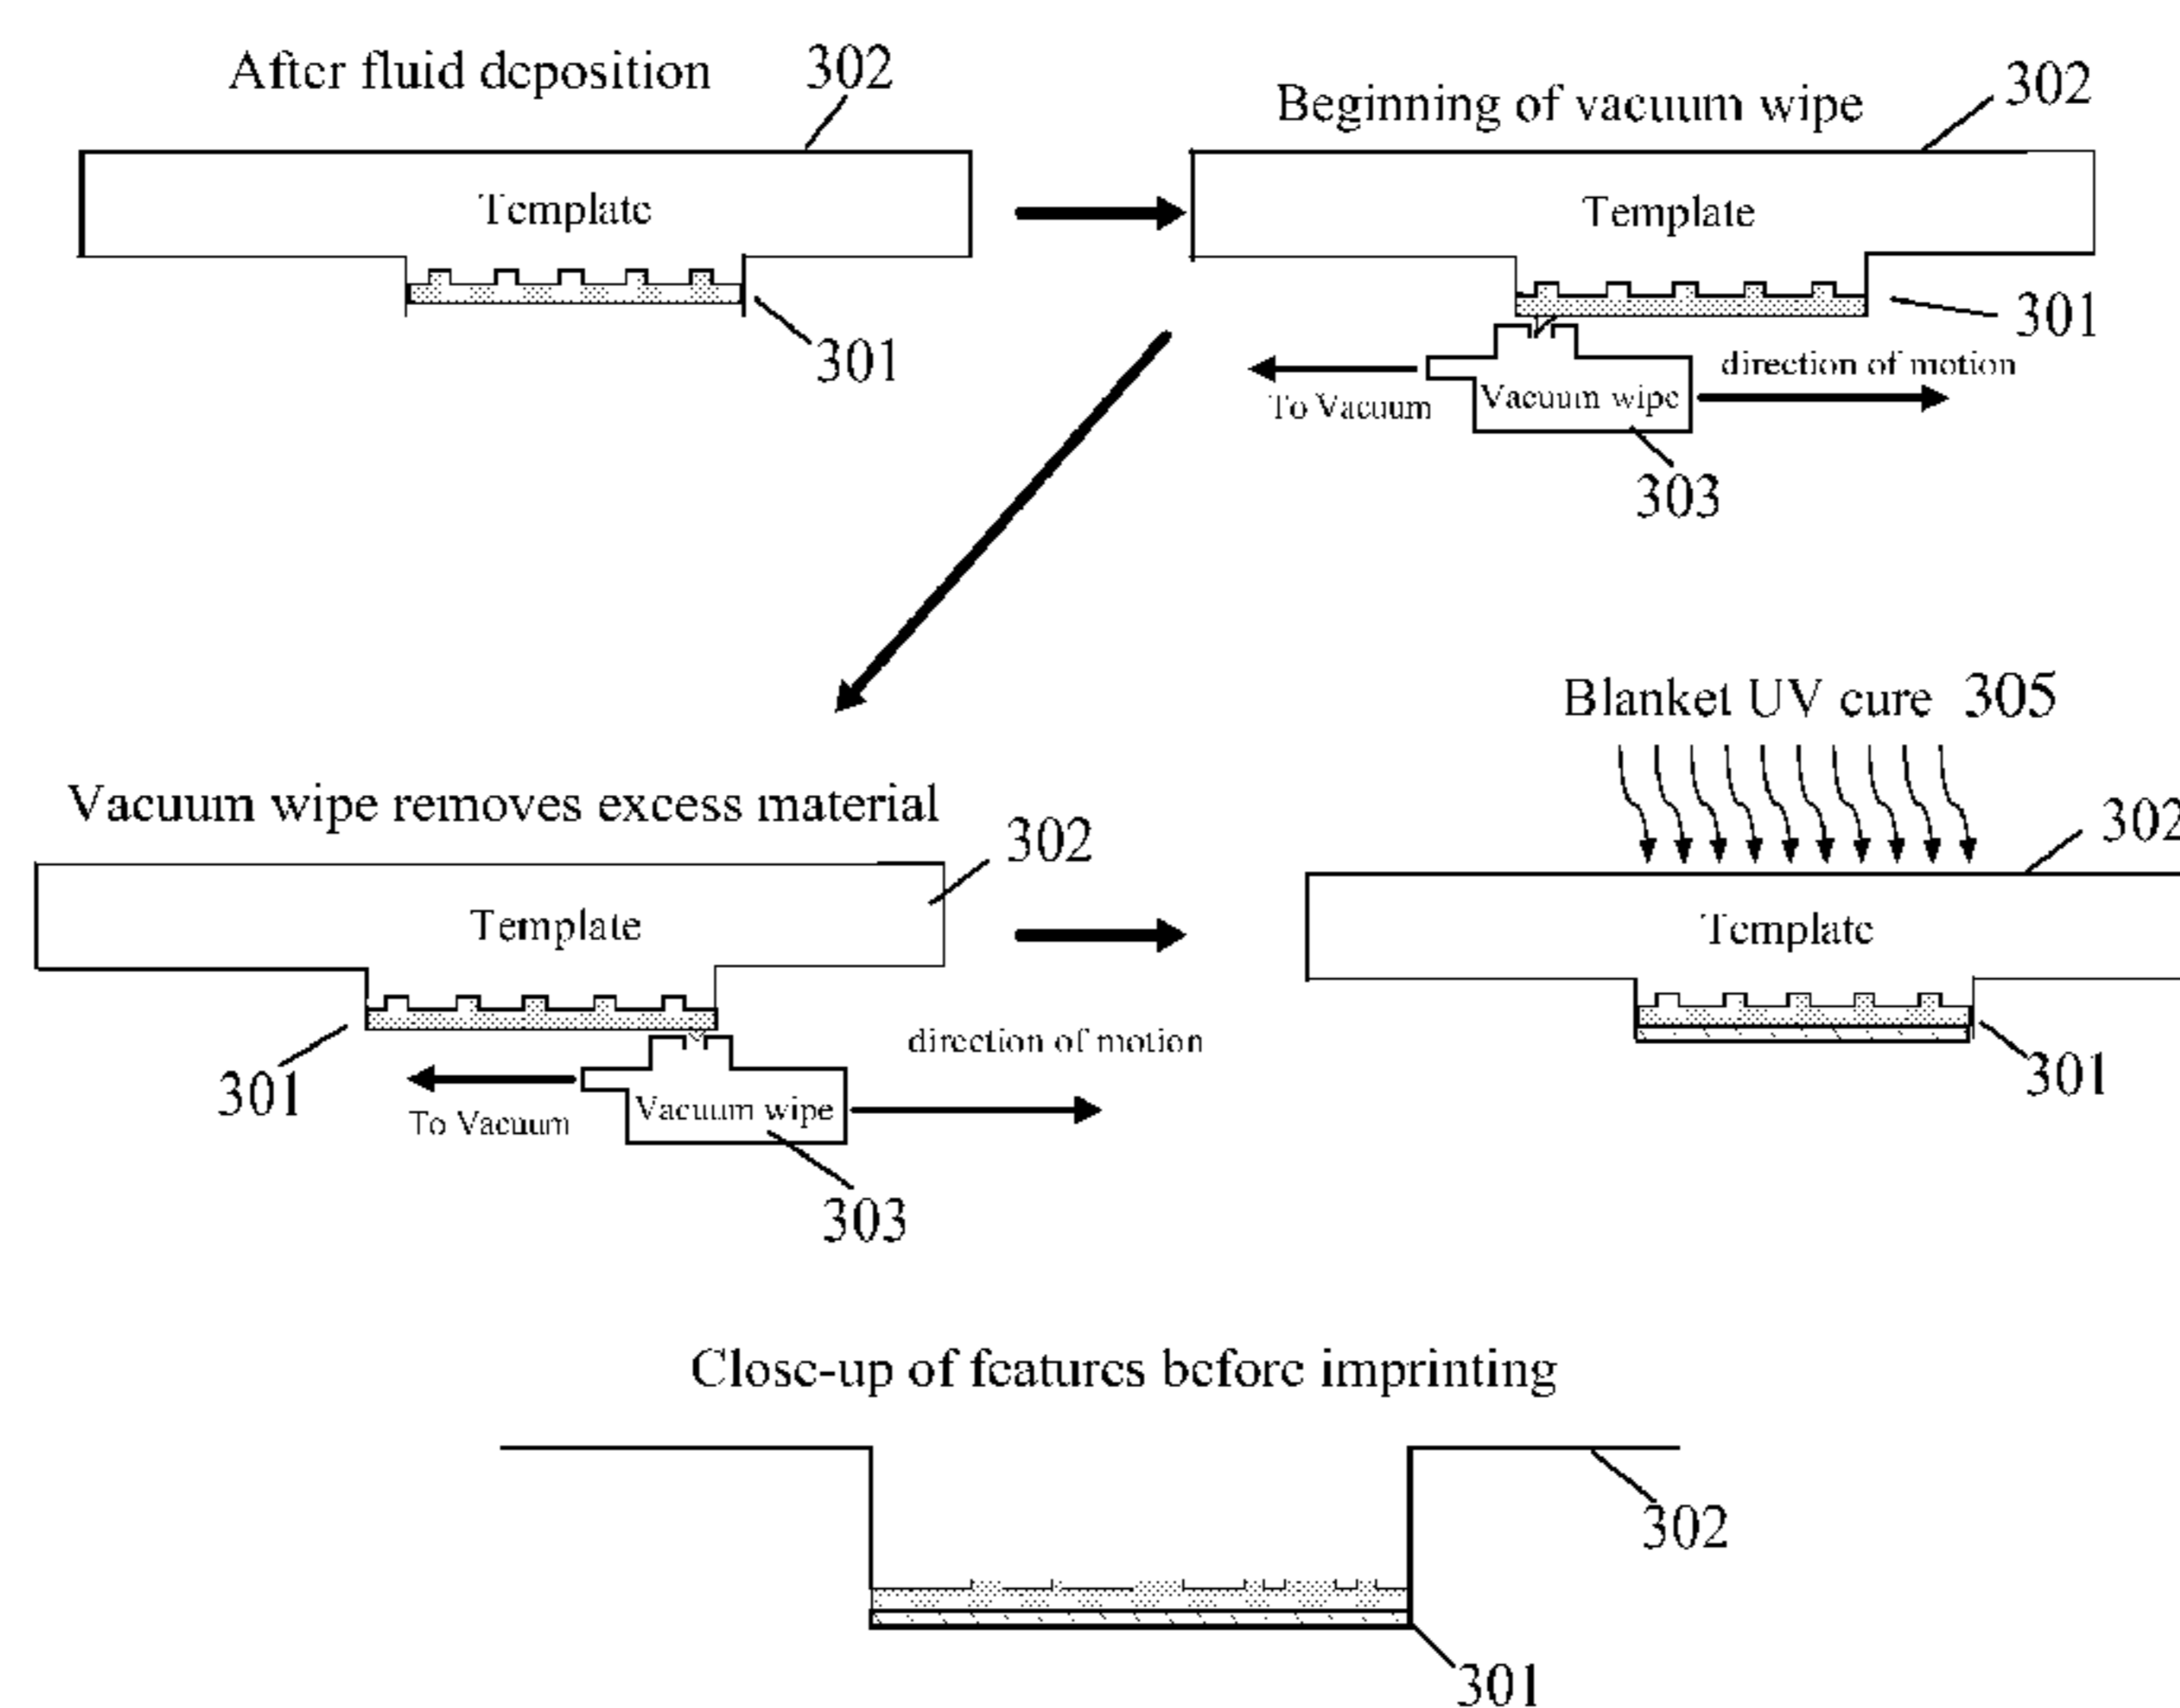 After fluid deposition
302
Template
301
Beginning of vacuum wipe
302
Template
301
direction of motion
To Vacuum
Vacuum wipe
303
Vacuum wipe removes excess material
302
Template
301
direction of motion
To Vacuum
Vacuum wipe
303
Blanket UV cure 305
302
Template
301
Close-up of features before imprinting
302
301